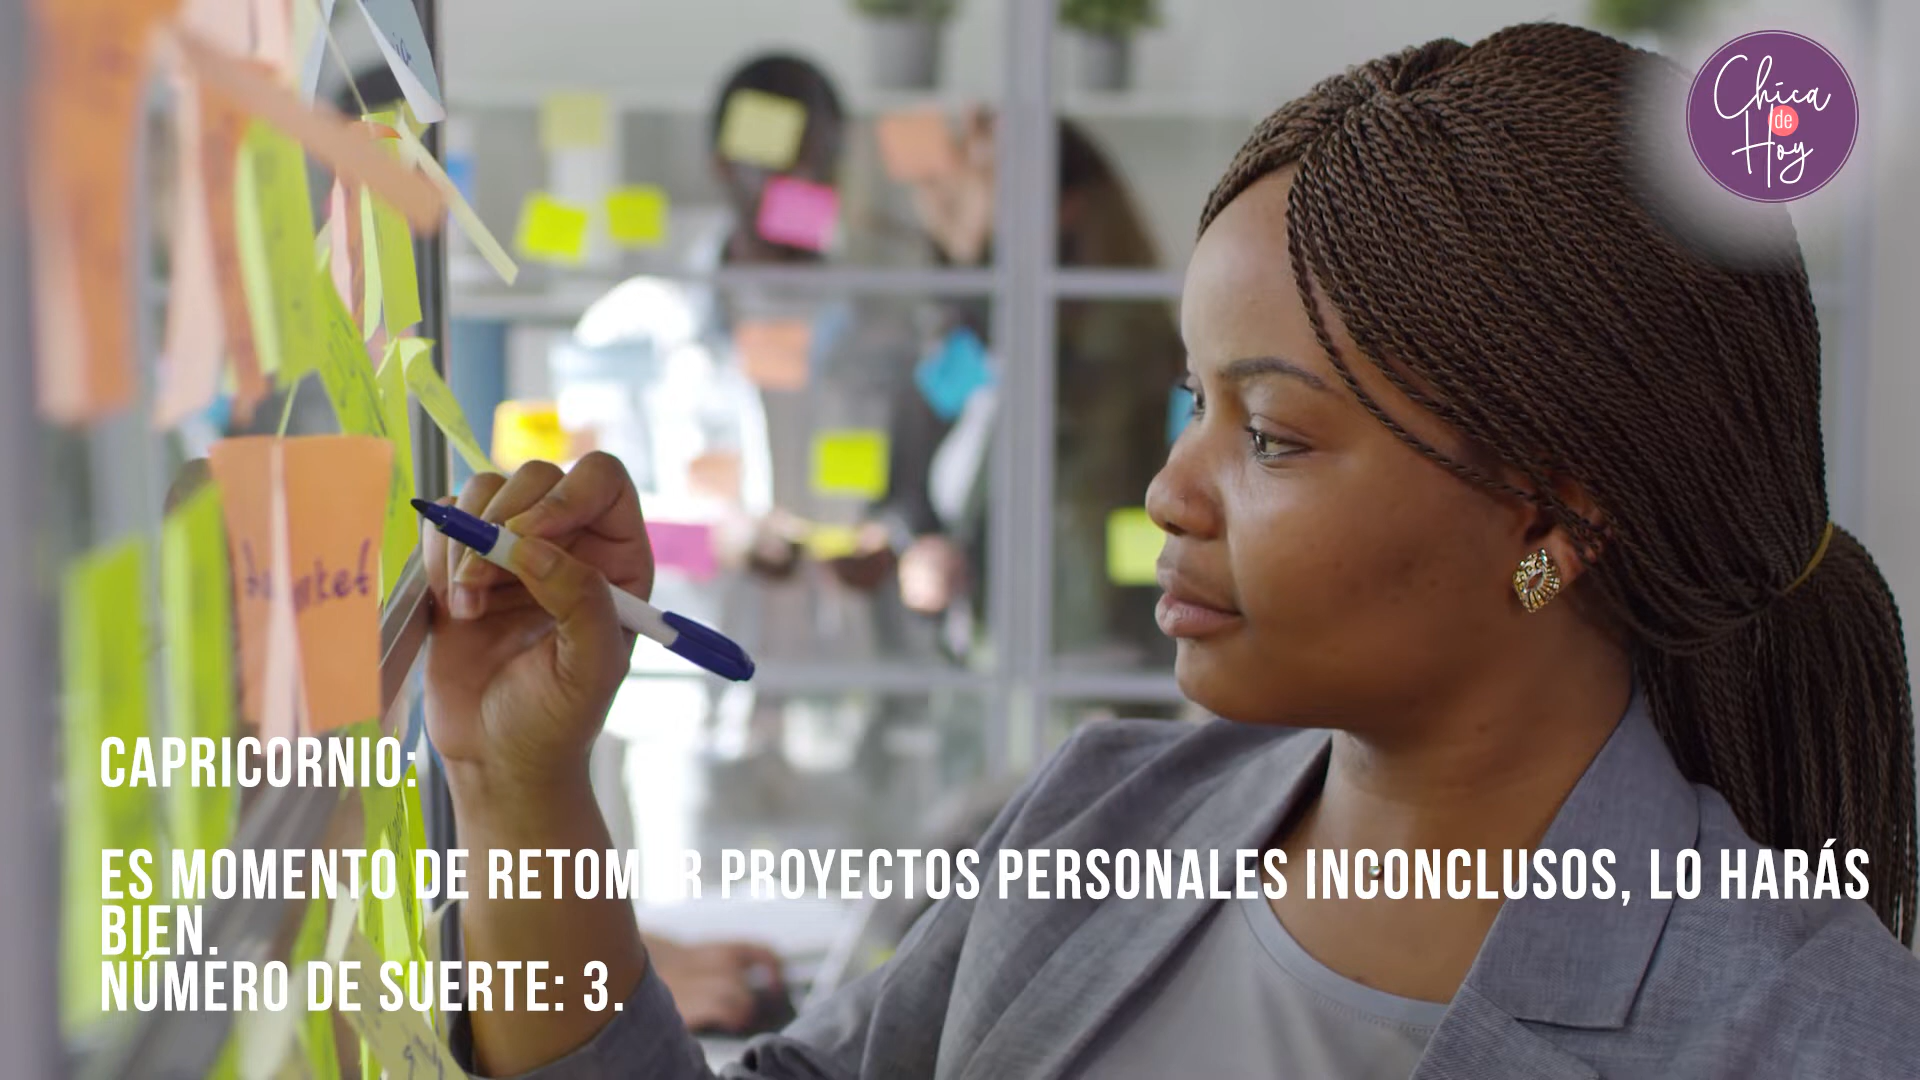 Chica
de
Hoy
CAPRICORNIO:
ES MOMENTO DE RETOMAR PROYECTOS PERSONALES INCONCLUSOS, LO HARÁS
BIEN.
NÚMERO DE SUERTE: 3.